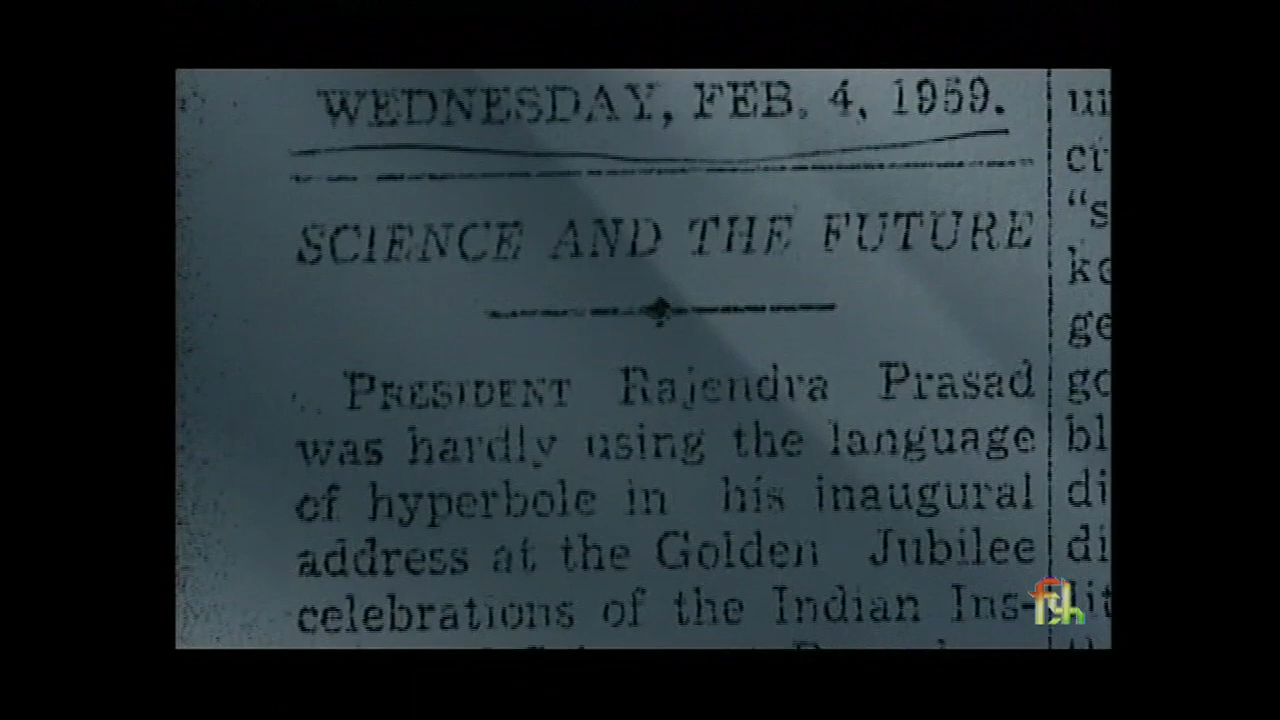 WEDNESDAY, FEB. 4, 1959.
SCIENCE AND THE FUTURE
PRESIDENT Rajendra Prasad
was hardly using the language
of hyperbole in his inaugural
address at the Golden Jubilee
celebrations of the Indian Ins-